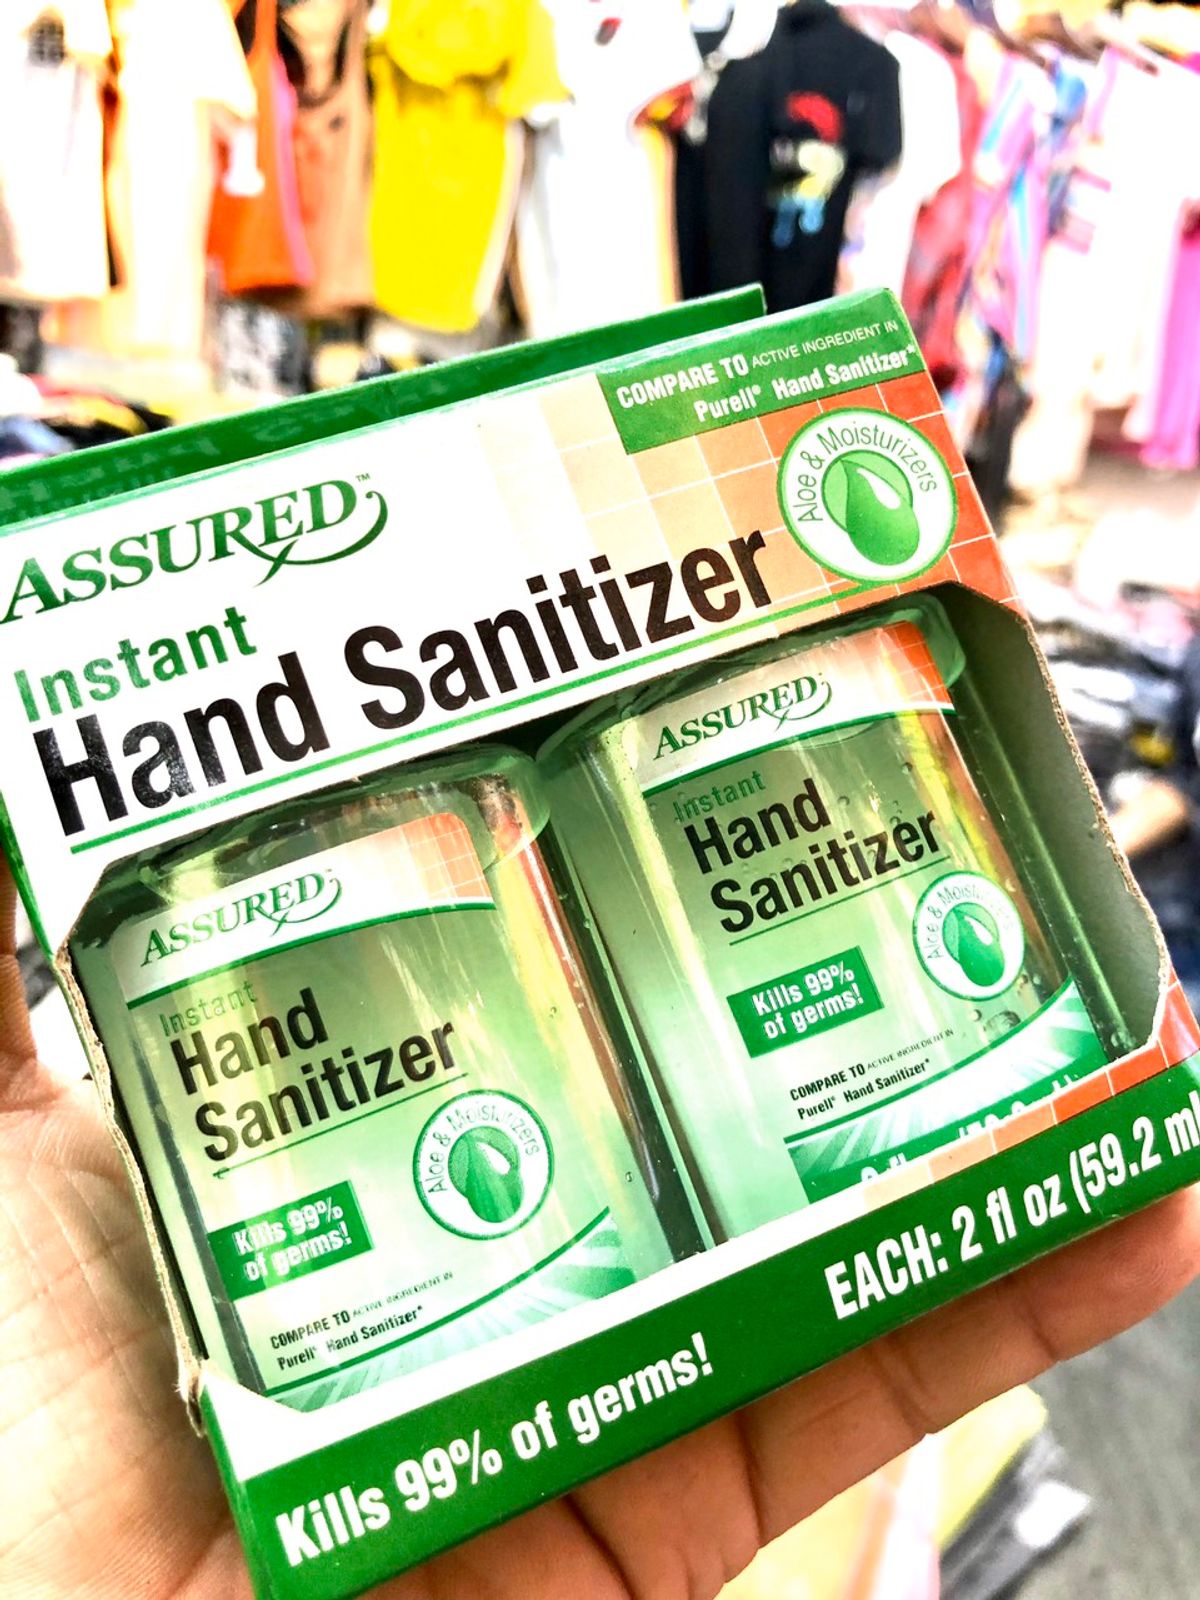 COMPARE TO ACTIVE INGREDIENT IN
Purell® Hand Sanitizer*
ASSURED™
Aloe & Moisturizers
Instant
Hand Sanitizer
ASSURED
Instant
Hand
Sanitizer
Aloe & Moisturizers
Kills 99%
of germs!
COMPARE TO ACTIVE INGREDIENT IN
Purell® Hand Sanitizer*
ASSURED
Instant
Hand
Sanitizer
Aloe & Moisturizers
Kills 99%
of germs!
COMPARE TO ACTIVE INGREDIENT IN
Purell® Hand Sanitizer*
Kills 99% of germs!
EACH: 2 fl oz (59.2 ml